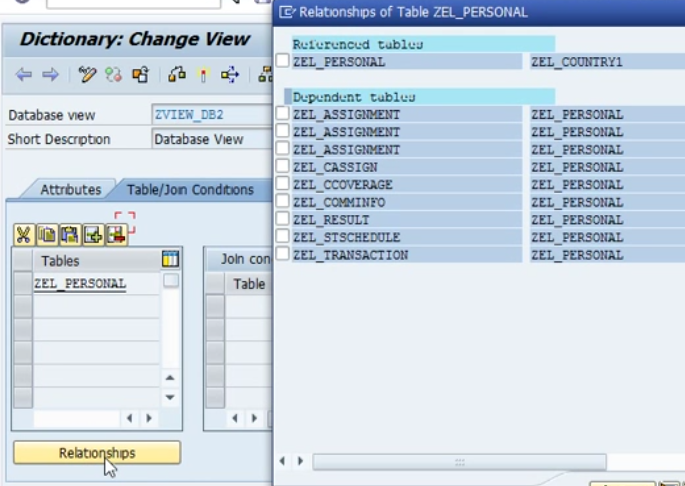 Relationships of Table ZEL_PERSONAL
Dictionary: Change View
Referenced tables
ZEL_PERSONAL ZEL_COUNTRY1
Dependent tables
ZEL_ASSIGNMENT ZEL_PERSONAL
ZEL_ASSIGNMENT ZEL_PERSONAL
ZEL_ASSIGNMENT ZEL_PERSONAL
ZEL_CASSIGN ZEL_PERSONAL
ZEL_CCOVERAGE ZEL_PERSONAL
ZEL_COMMINFO ZEL_PERSONAL
ZEL_RESULT ZEL_PERSONAL
ZEL_STSCHEDULE ZEL_PERSONAL
ZEL_TRANSACTION ZEL_PERSONAL
Database view ZVIEW_DB2
Short Description Database View
Attributes Table/Join Conditions
Tables
ZEL_PERSONAL
Join con
Table
Relationships